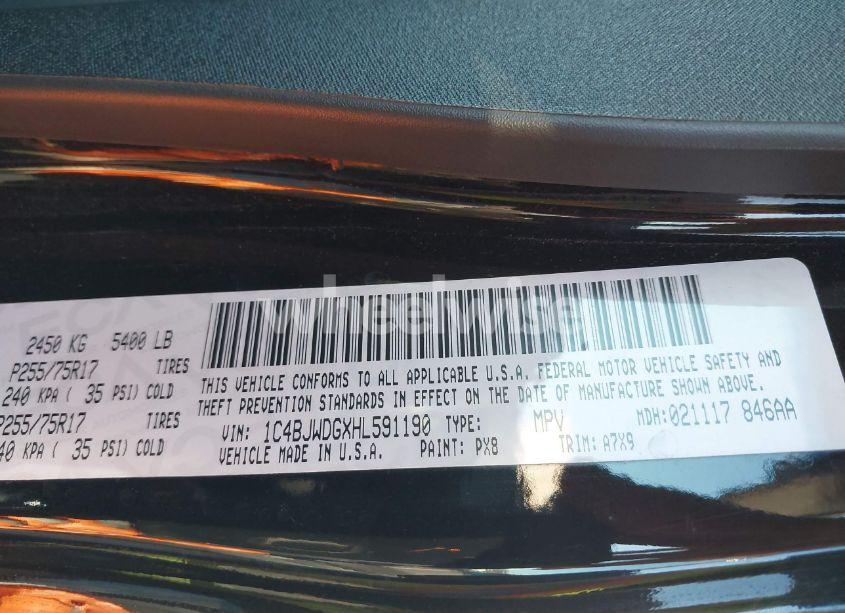 wheelwise
2450 KG 5400 LB
P255/75R17 TIRES
240 KPA ( 35 PSI) COLD
P255/75R17 TIRES
40 KPA ( 35 PSI) COLD
THIS VEHICLE CONFORMS TO ALL APPLICABLE U.S.A. FEDERAL MOTOR VEHICLE SAFETY AND
THEFT PREVENTION STANDARDS IN EFFECT ON THE DATE OF MANUFACTURE SHOWN ABOVE.
VIN: 1C4BJWDGXHL591190 TYPE: MPV MDH:021117 846AA
VEHICLE MADE IN U.S.A. PAINT: PX8 TRIM: A7X9